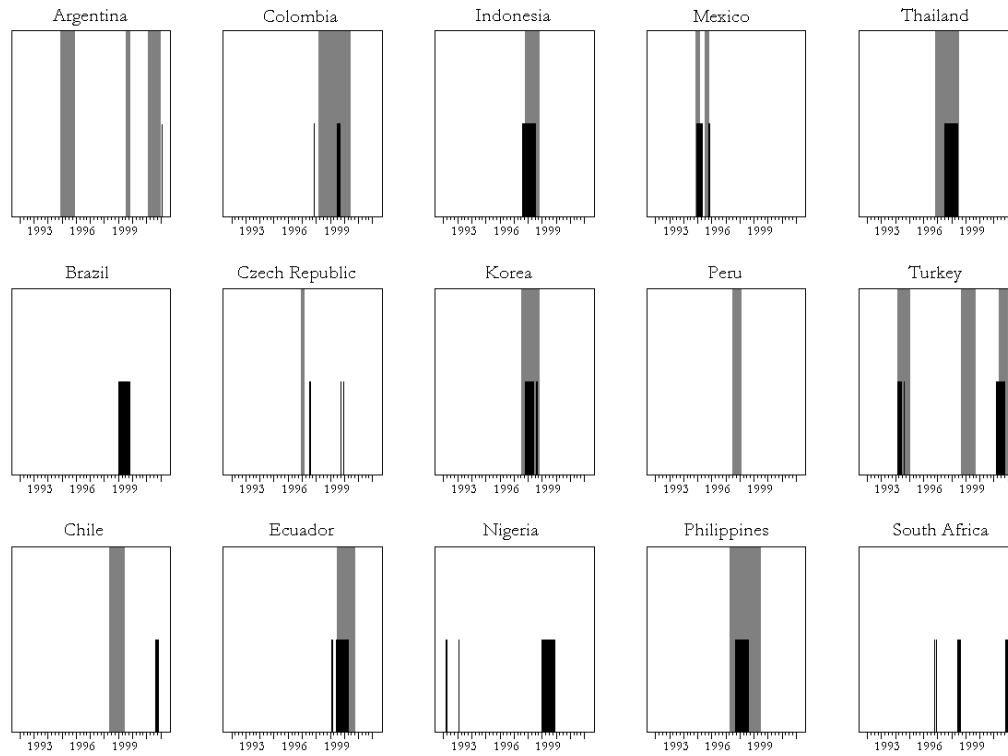 Argentina Colombia Indonesia Mexico Thailand
1993 1996 1999 1993 1996 1999 1993 1996 1999 1993 1996 1999 1993 1996 1999
Brazil Czech Republic Korea Peru Turkey
1993 1996 1999 1993 1996 1999 1993 1996 1999 1993 1996 1999 1993 1996 1999
Chile Ecuador Nigeria Philippines South Africa
1993 1996 1999 1993 1996 1999 1993 1996 1999 1993 1996 1999 1993 1996 1999